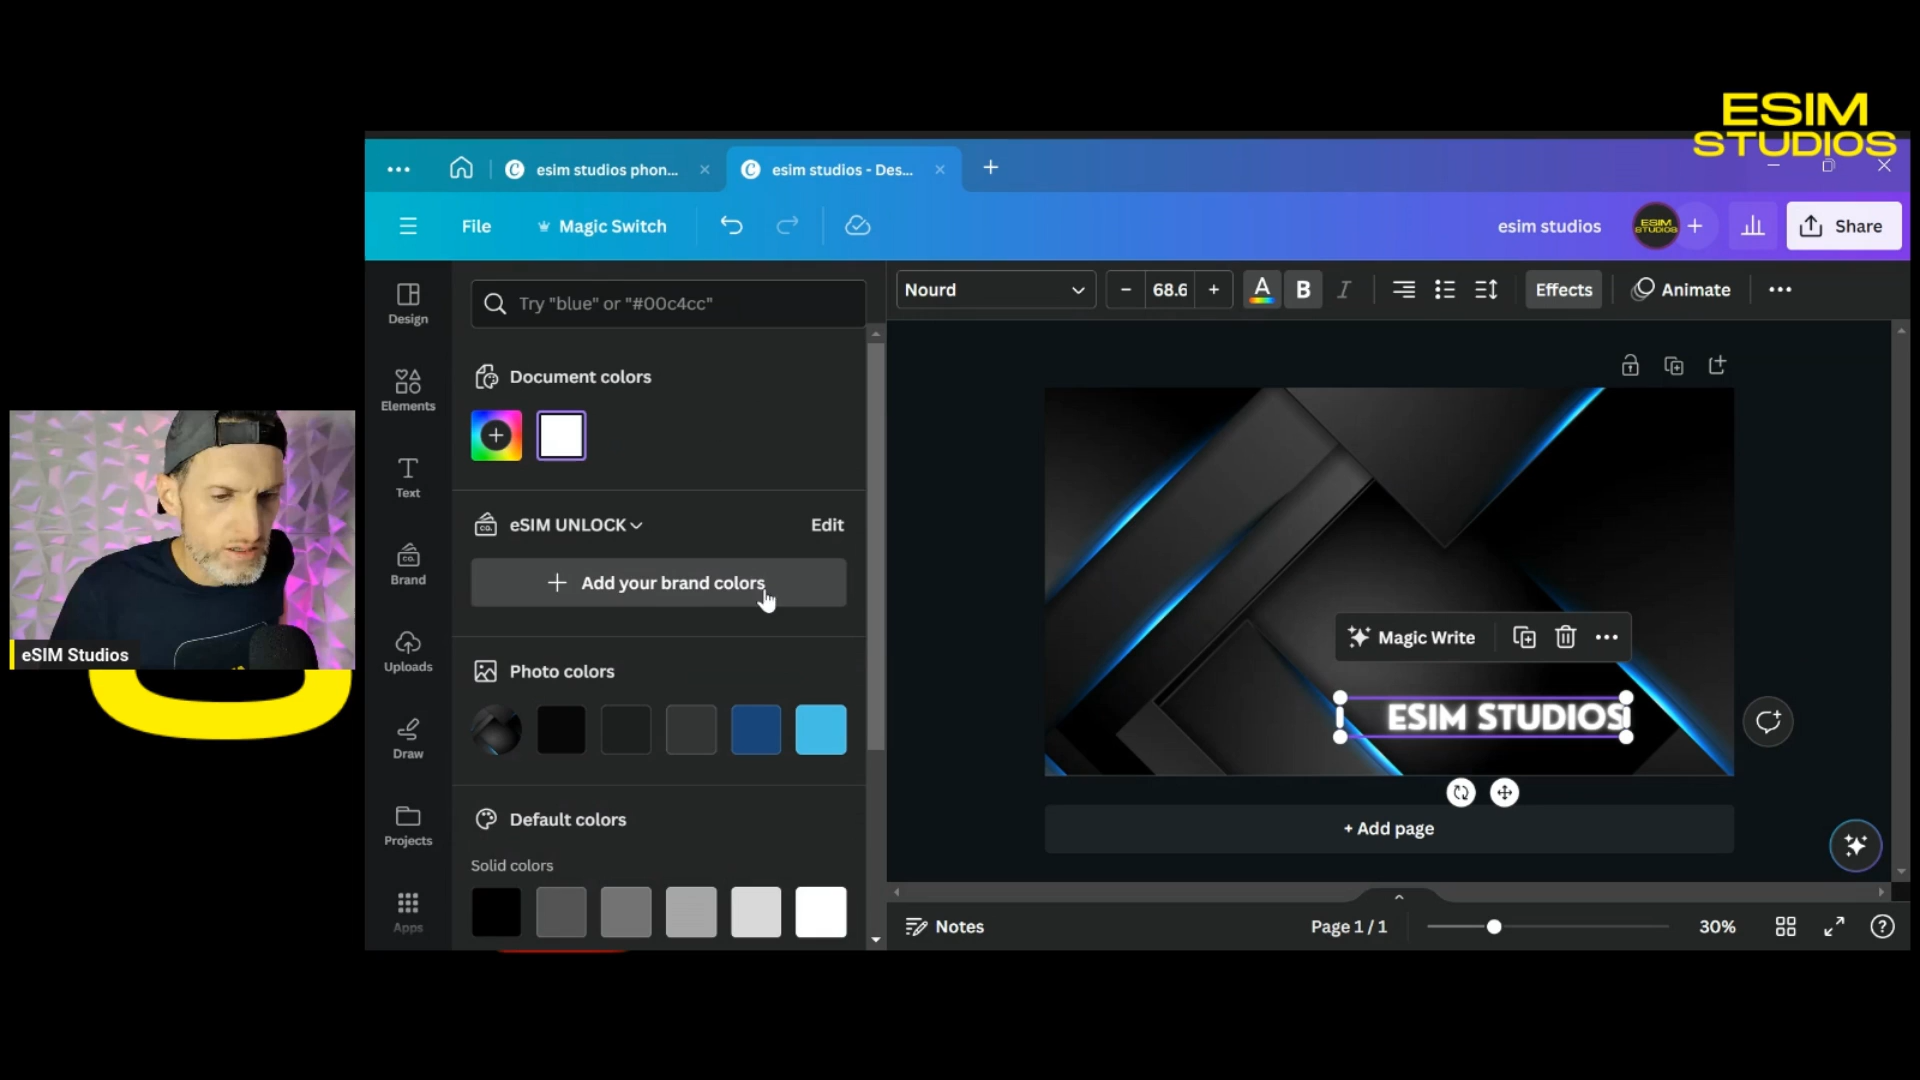 ESIM
STUDIOS
esim studios phon...
esim studios - Des...
File
Magic Switch
esim studios
ESIM
STUDIOS
Share
Design
Elements
Text
Brand
Uploads
Draw
Projects
Apps
Try "blue" or "#00c4cc"
Document colors
eSIM UNLOCK
Edit
Add your brand colors
Photo colors
Default colors
Solid colors
Nourd
68.6
A
B
I
Effects
Animate
Magic Write
ESIM STUDIOS
+ Add page
Notes
Page 1 / 1
30%
eSIM Studios